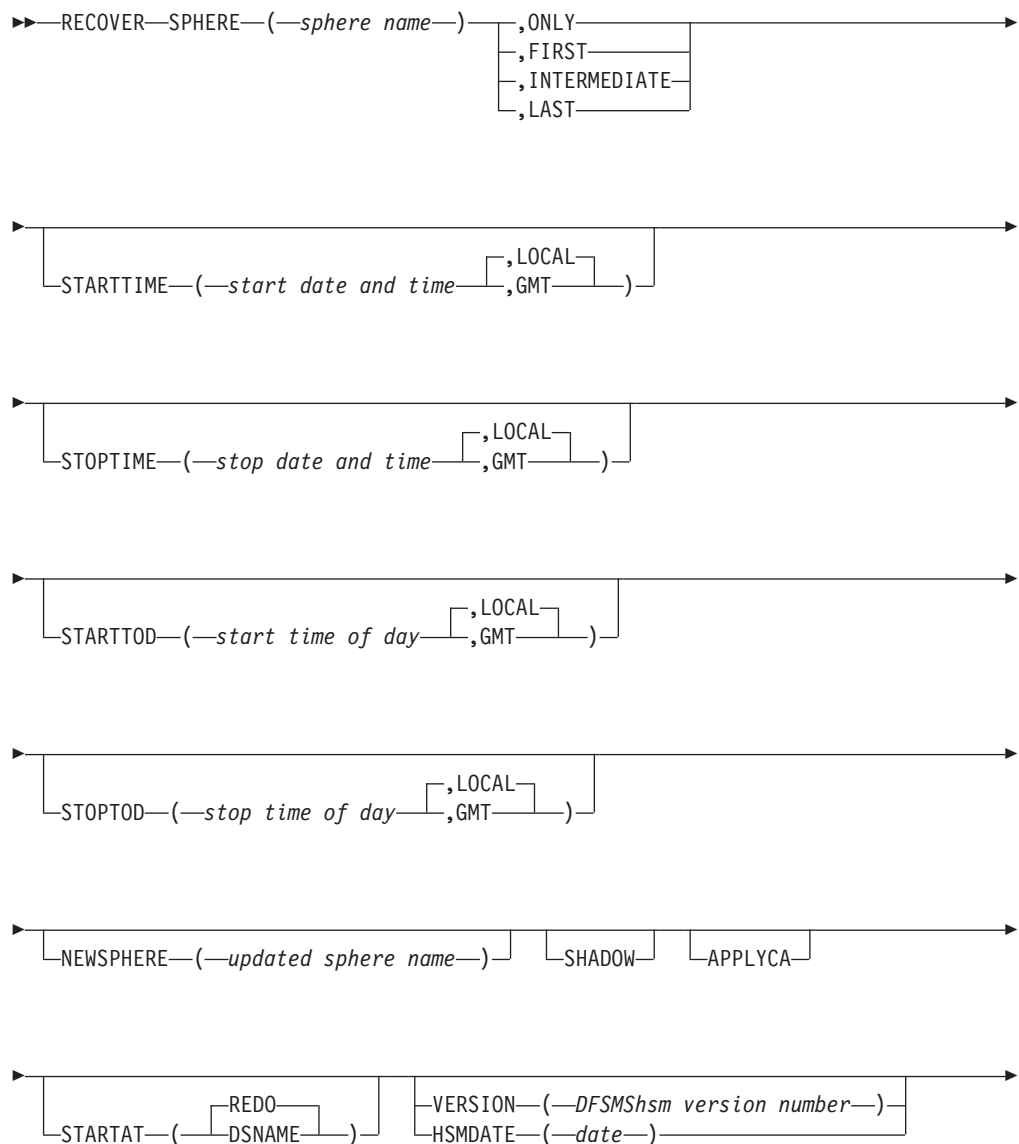 RECOVER SPHERE ( sphere name ) ,ONLY
,FIRST
,INTERMEDIATE
,LAST
,LOCAL
STARTTIME ( start date and time ,GMT )
,LOCAL
STOPTIME ( stop date and time ,GMT )
,LOCAL
STARTTOD ( start time of day ,GMT )
,LOCAL
STOPTOD ( stop time of day ,GMT )
NEWSPHERE ( updated sphere name ) SHADOW APPLYCA
REDO VERSION ( DFSMShsm version number )
STARTAT ( DSNAME ) HSMDATE ( date )